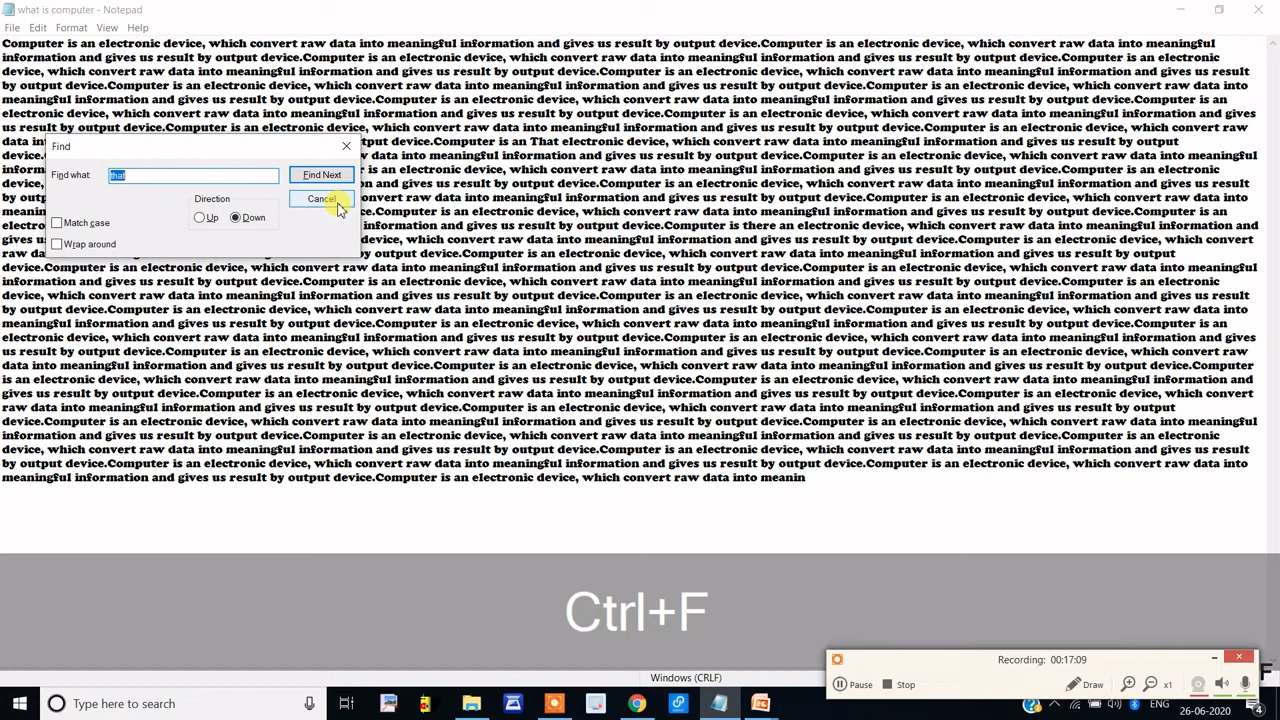 what is computer - Notepad
File Edit Format View Help
Computer is an electronic device, which convert raw data into meaningful information and gives us result by output device.Computer is an electronic device, which convert raw data into meaningful
information and gives us result by output device.Computer is an electronic device, which convert raw data into meaningful information and gives us result by output device.Computer is an electronic
device, which convert raw data into meaningful information and gives us result by output device.Computer is an electronic device, which convert raw data into meaningful information and gives us result
by output device.Computer is an electronic device, which convert raw data into meaningful information and gives us result by output device.Computer is an electronic device, which convert raw data into
meaningful information and gives us result by output device.Computer is an electronic device, which convert raw data into meaningful information and gives us result by output device.Computer is an
electronic device, which convert raw data into meaningful information and gives us result by output device.Computer is an electronic device, which convert raw data into meaningful information and gives
us result by output device.Computer is an electronic device, which convert raw data into meaningful information and gives us result by output device.Computer is an electronic device, which convert raw
Find
Find what: that
Find Next
Direction
Cancel
Up Down
Match case
Wrap around
device.Computer is an electronic device, which convert raw data into meaningful information and gives us result by output device.Computer is an electronic device, which convert raw data into meaningful
information and gives us result by output device.Computer is an electronic device, which convert raw data into meaningful information and gives us result by output device.Computer is an electronic
device, which convert raw data into meaningful information and gives us result by output device.Computer is an electronic device, which convert raw data into meaningful information and gives us result
by output device.Computer is an electronic device, which convert raw data into meaningful information and gives us result by output device.Computer is an electronic device, which convert raw data into
meaningful information and gives us result by output device.Computer is an electronic device, which convert raw data into meaningful information and gives us result by output device.Computer is an
electronic device, which convert raw data into meaningful information and gives us result by output device.Computer is an electronic device, which convert raw data into meaningful information and gives
us result by output device.Computer is an electronic device, which convert raw data into meaningful information and gives us result by output device.Computer is an electronic device, which convert raw
data into meaningful information and gives us result by output device.Computer is an electronic device, which convert raw data into meaningful information and gives us result by output device.Computer
is an electronic device, which convert raw data into meaningful information and gives us result by output device.Computer is an electronic device, which convert raw data into meaningful information and
gives us result by output device.Computer is an electronic device, which convert raw data into meaningful information and gives us result by output device.Computer is an electronic device, which convert
raw data into meaningful information and gives us result by output device.Computer is an electronic device, which convert raw data into meaningful information and gives us result by output
device.Computer is an electronic device, which convert raw data into meaningful information and gives us result by output device.Computer is an electronic device, which convert raw data into meaningful
information and gives us result by output device.Computer is an electronic device, which convert raw data into meaningful information and gives us result by output device.Computer is an electronic
device, which convert raw data into meaningful information and gives us result by output device.Computer is an electronic device, which convert raw data into meaningful information and gives us result
by output device.Computer is an electronic device, which convert raw data into meaningful information and gives us result by output device.Computer is an electronic device, which convert raw data into
meaningful information and gives us result by output device.Computer is an electronic device, which convert raw data into meanin
Ctrl+F
Recording: 00:17:09
Pause Stop Draw x1
F
Windows (CRLF)
Type here to search
ENG
26-06-2020
4